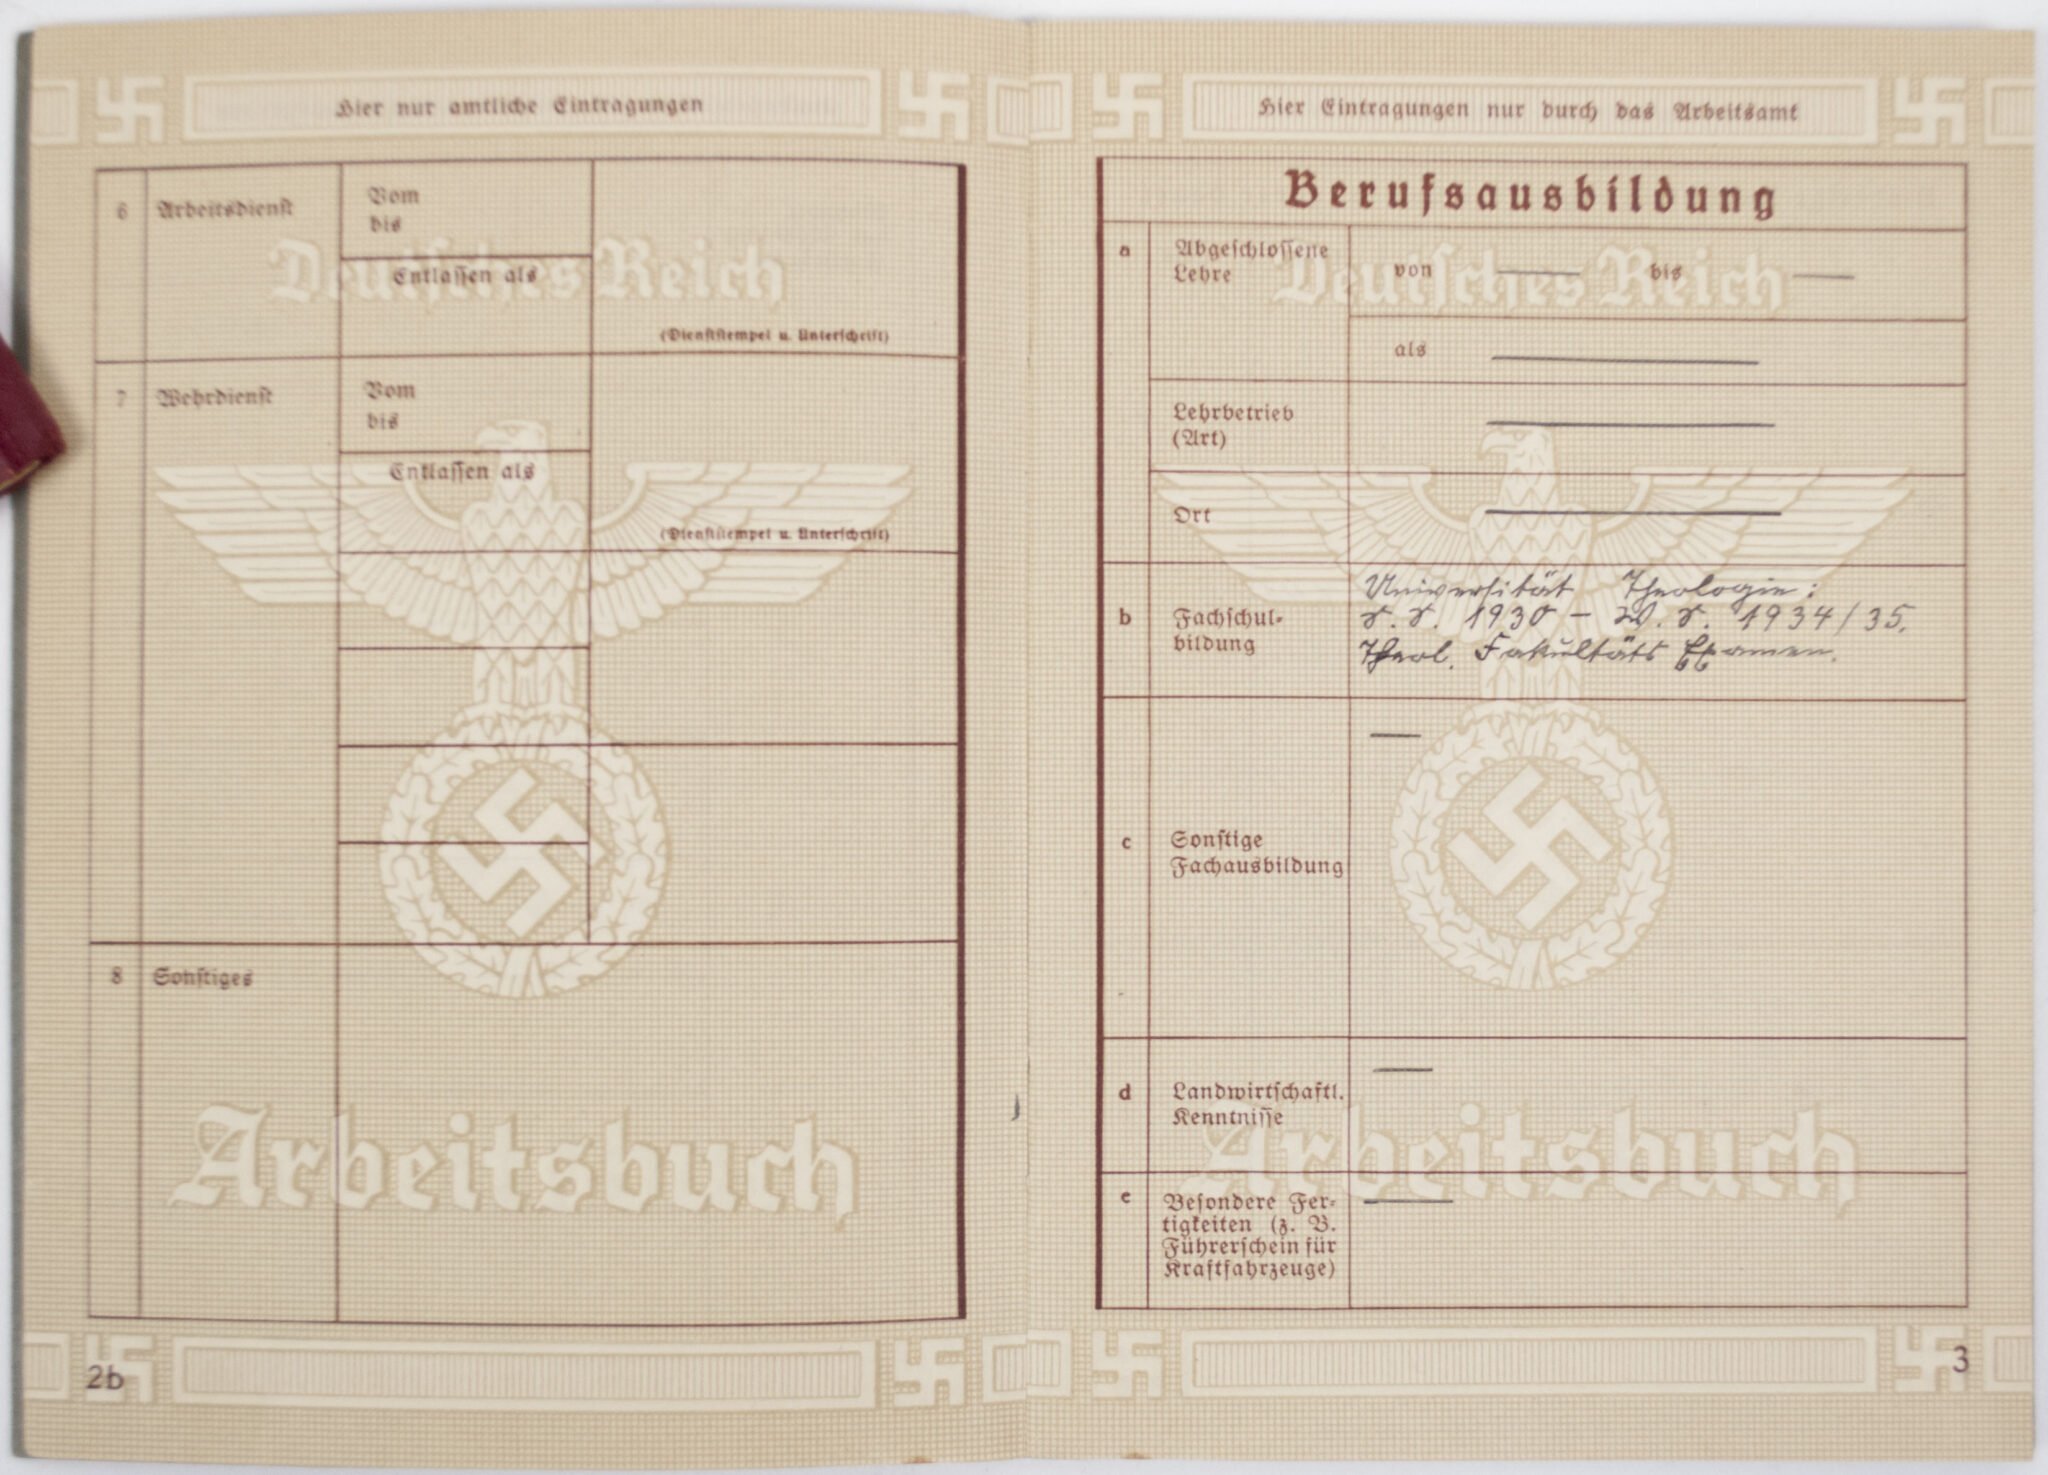 Hier nur amtliche Eintragungen
6 Arbeitsdienst
Vom
bis
Entlassen als
(Dienststempel u. Unterschrift)
Deutsches Reich
7 Wehrdienst
Vom
bis
Entlassen als
(Dienststempel u. Unterschrift)
8 Sonstiges
Arbeitsbuch
2b
Hier Eintragungen nur durch das Arbeitsamt
Berufsausbildung
a Abgeschlossene
Lehre
von bis
als
Deutsches Reich
Lehrbetrieb
(Art)
Ort
b Fachschul-
bildung
Universität Theologie:
S. S. 1930 – W. S. 1934/35.
Theol. Fakultäts Examen.
c Sonstige
Fachausbildung
d Landwirtschaftl.
Kenntnisse
Arbeitsbuch
e Besondere Fer-
tigkeiten (z. B.
Führerschein für
Kraftfahrzeuge)
3